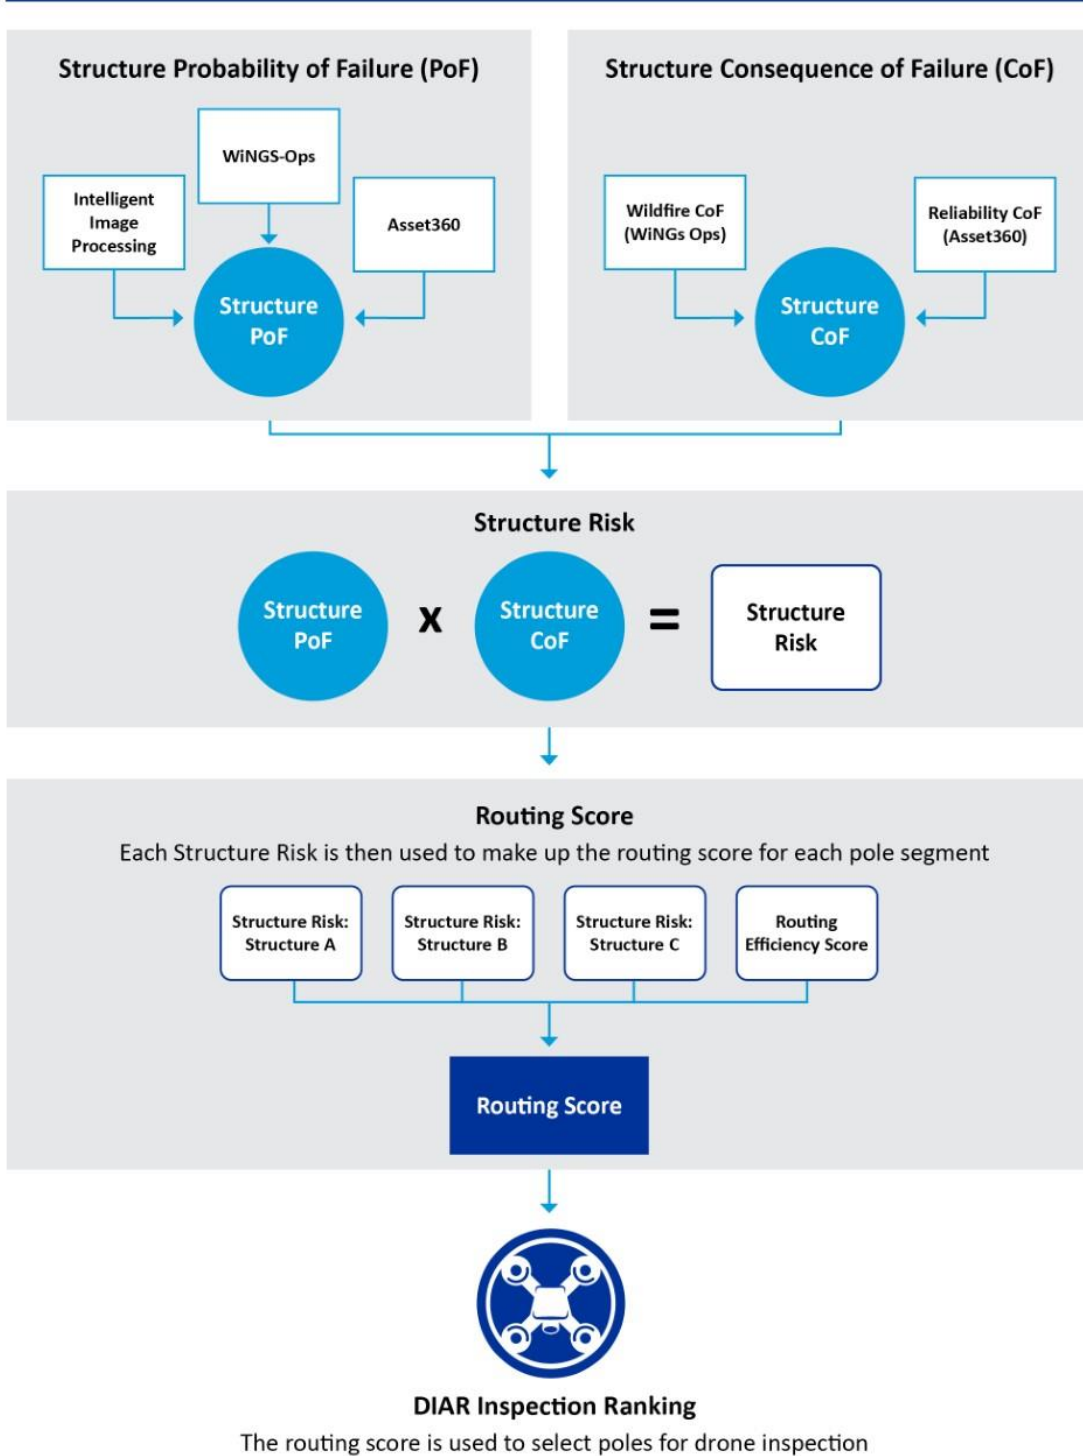 Structure Probability of Failure (PoF)
WiNGS-Ops
Intelligent
Image
Processing
Asset360
Structure
PoF
Structure Consequence of Failure (CoF)
Wildfire CoF
(WiNGs Ops)
Reliability CoF
(Asset360)
Structure
CoF
Structure Risk
Structure
PoF
x
Structure
CoF
=
Structure
Risk
Routing Score
Each Structure Risk is then used to make up the routing score for each pole segment
Structure Risk:
Structure A
Structure Risk:
Structure B
Structure Risk:
Structure C
Routing
Efficiency Score
Routing Score
DIAR Inspection Ranking
The routing score is used to select poles for drone inspection